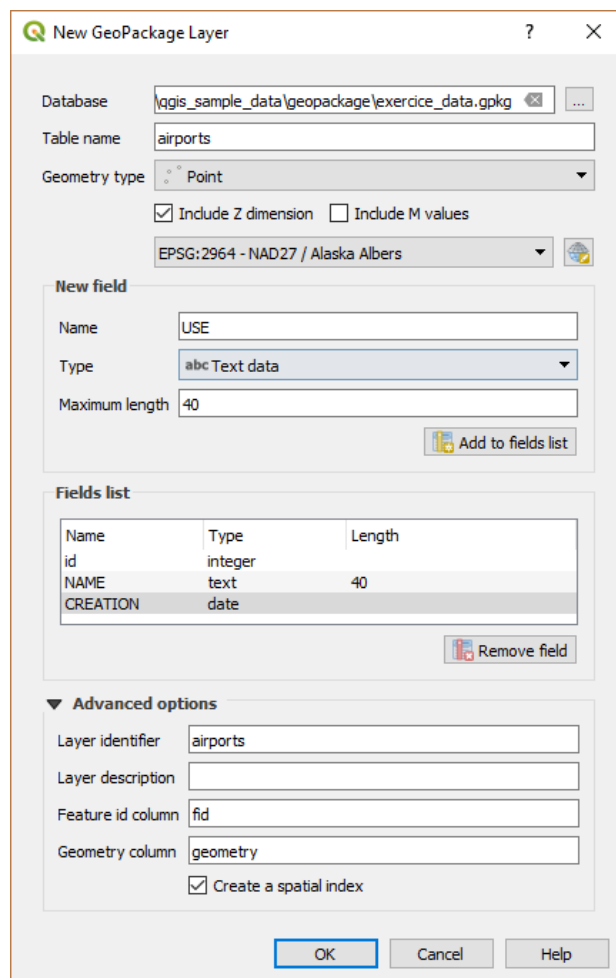 New GeoPackage Layer ?
Database \qgis_sample_data\geopackage\exercice_data.gpkg ...
Table name airports
Geometry type Point
Include Z dimension Include M values
EPSG:2964 - NAD27 / Alaska Albers
New field
Name USE
Type abc Text data
Maximum length 40
Add to fields list
Fields list
Name Type Length
id integer
NAME text 40
CREATION date
Remove field
Advanced options
Layer identifier airports
Layer description
Feature id column fid
Geometry column geometry
Create a spatial index
OK Cancel Help